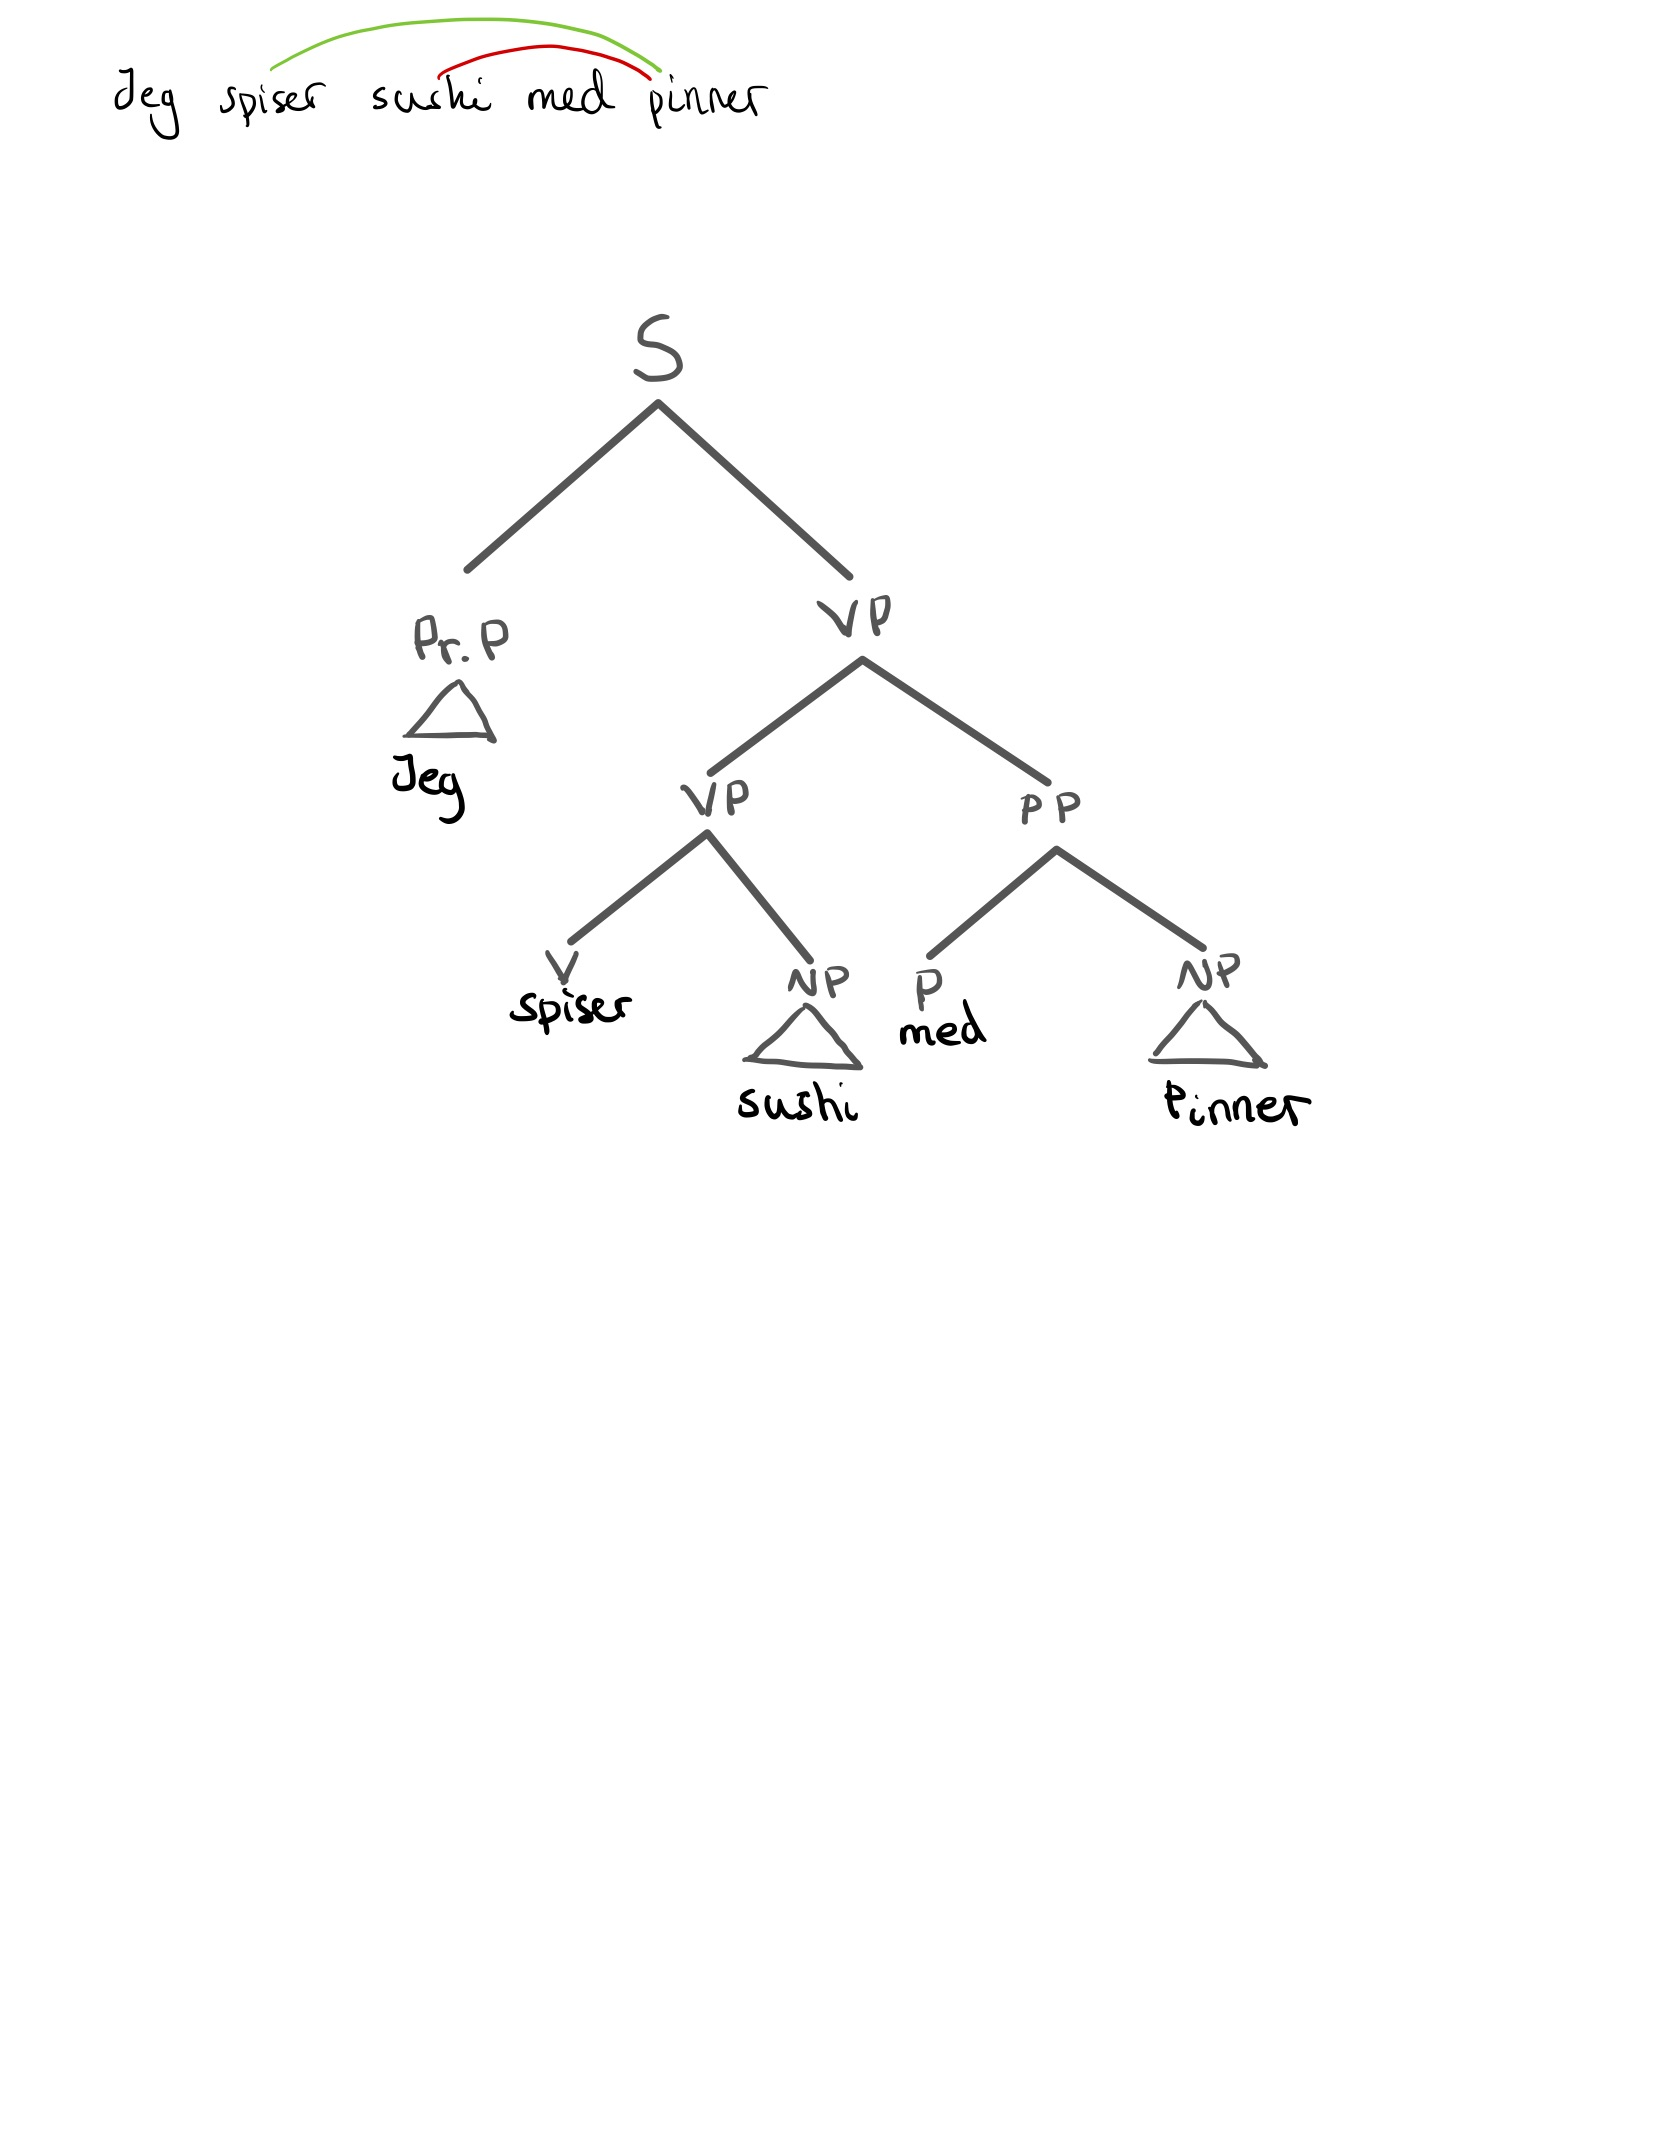 Jeg spiser sushi med pinner
S
Pr. P VP
Jeg
VP PP
V NP P NP
spiser med
sushi Pinner